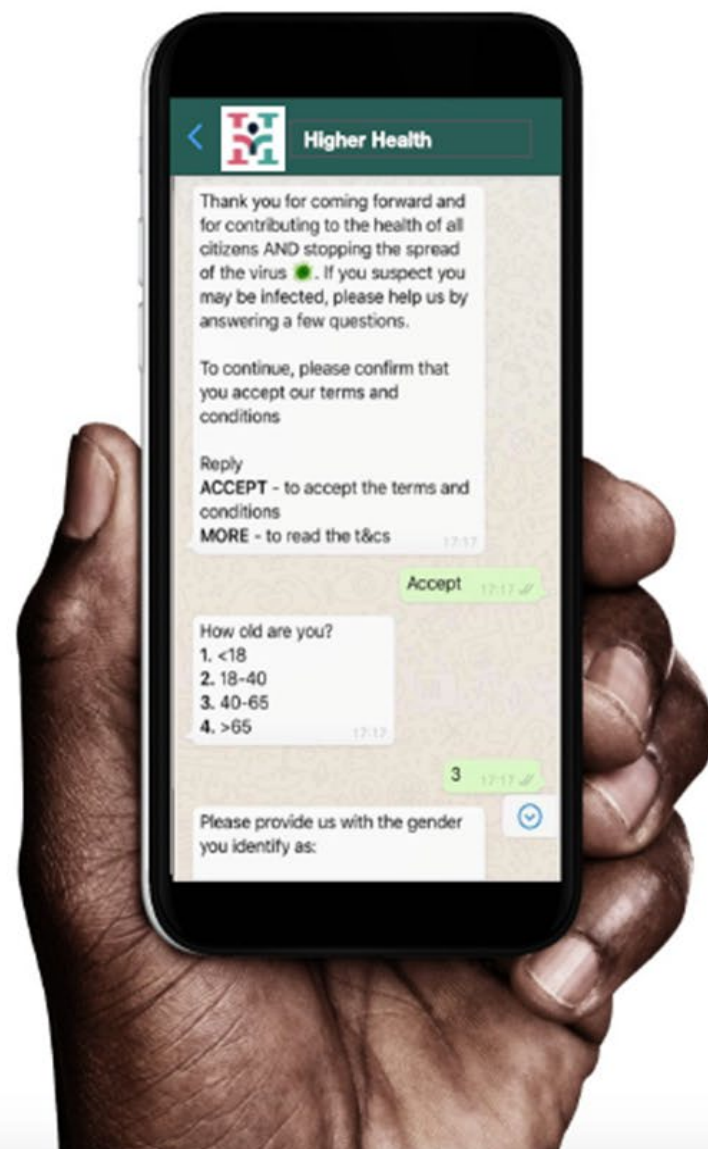 Higher Health
Thank you for coming forward and
for contributing to the health of all
citizens AND stopping the spread
of the virus . If you suspect you
may be infected, please help us by
answering a few questions.
To continue, please confirm that
you accept our terms and
conditions
Reply
ACCEPT - to accept the terms and
conditions
MORE - to read the t&cs 17:17
Accept 17:17
How old are you?
1. <18
2. 18-40
3. 40-65
4. >65 17:17
3 17:17
Please provide us with the gender
you identify as: